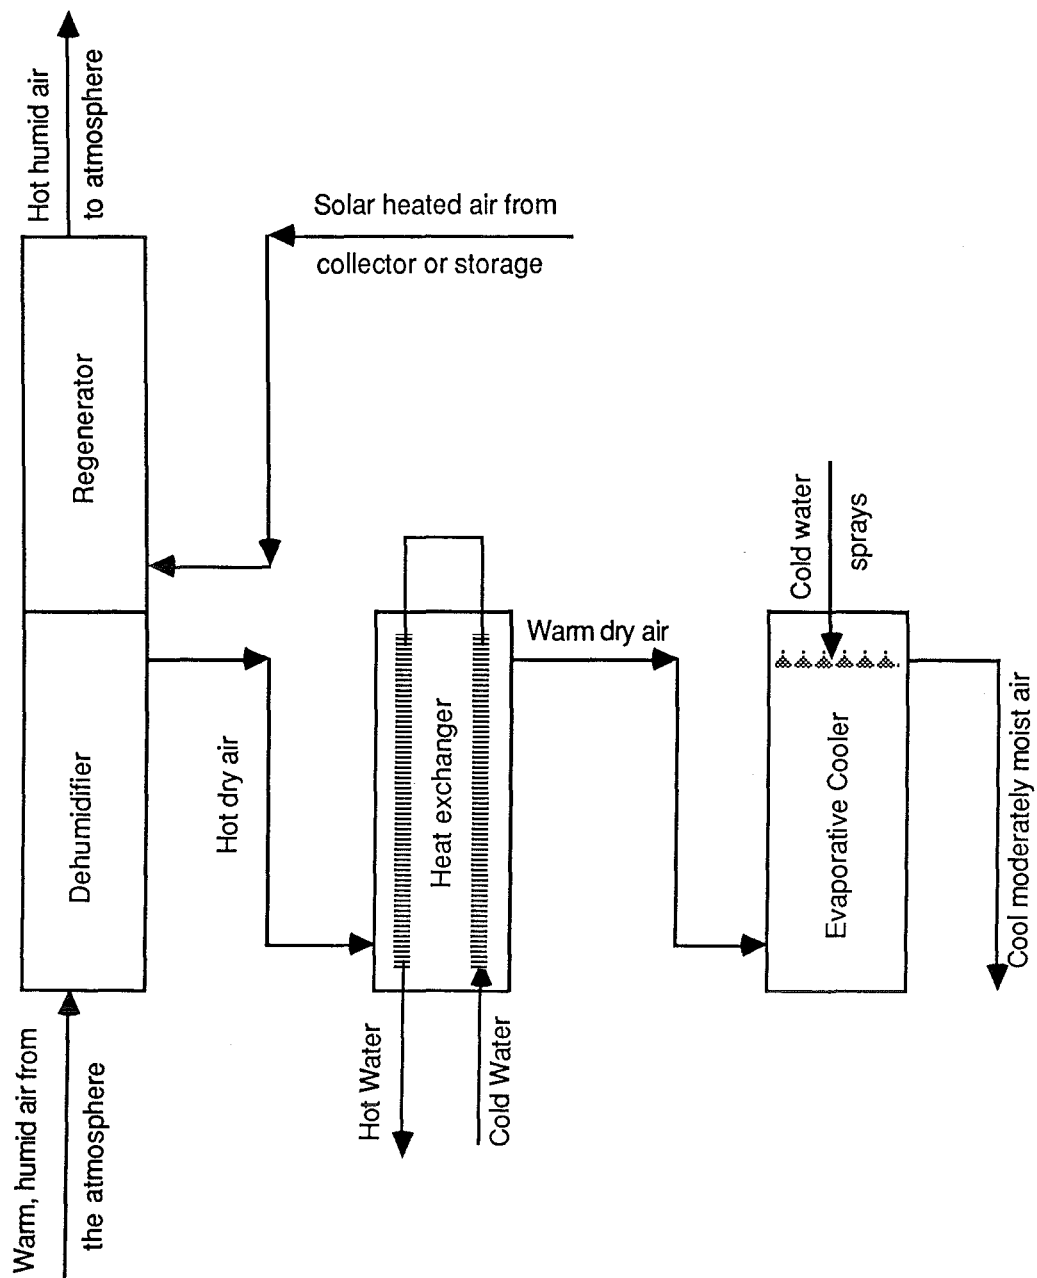 Hot humid air
to atmosphere
Solar heated air from
collector or storage
Regenerator
Cold water
sprays
Warm dry air
Dehumidifier
Hot dry air
Heat exchanger
Evaporative Cooler
Cool moderately moist air
Hot Water
Cold Water
Warm, humid air from
the atmosphere